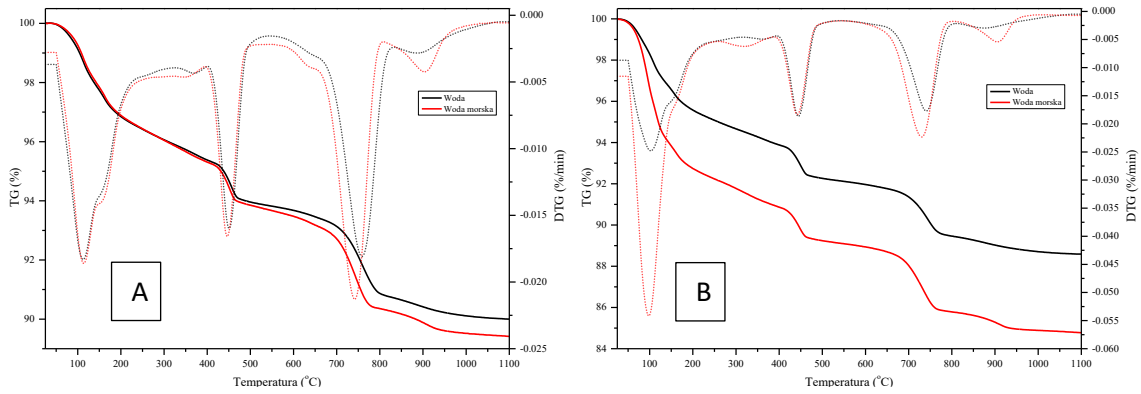 100
98
96
94
92
90
TG (%)
0.000
-0.005
-0.010
-0.015
-0.020
-0.025
DTG (%/min)
Woda
Woda morska
A
100 200 300 400 500 600 700 800 900 1000 1100
Temperatura (°C)
100
98
96
94
92
90
88
86
84
TG (%)
0.000
-0.005
-0.010
-0.015
-0.020
-0.025
-0.030
-0.035
-0.040
-0.045
-0.050
-0.055
-0.060
DTG (%/min)
Woda
Woda morska
B
100 200 300 400 500 600 700 800 900 1000 1100
Temperatura (°C)